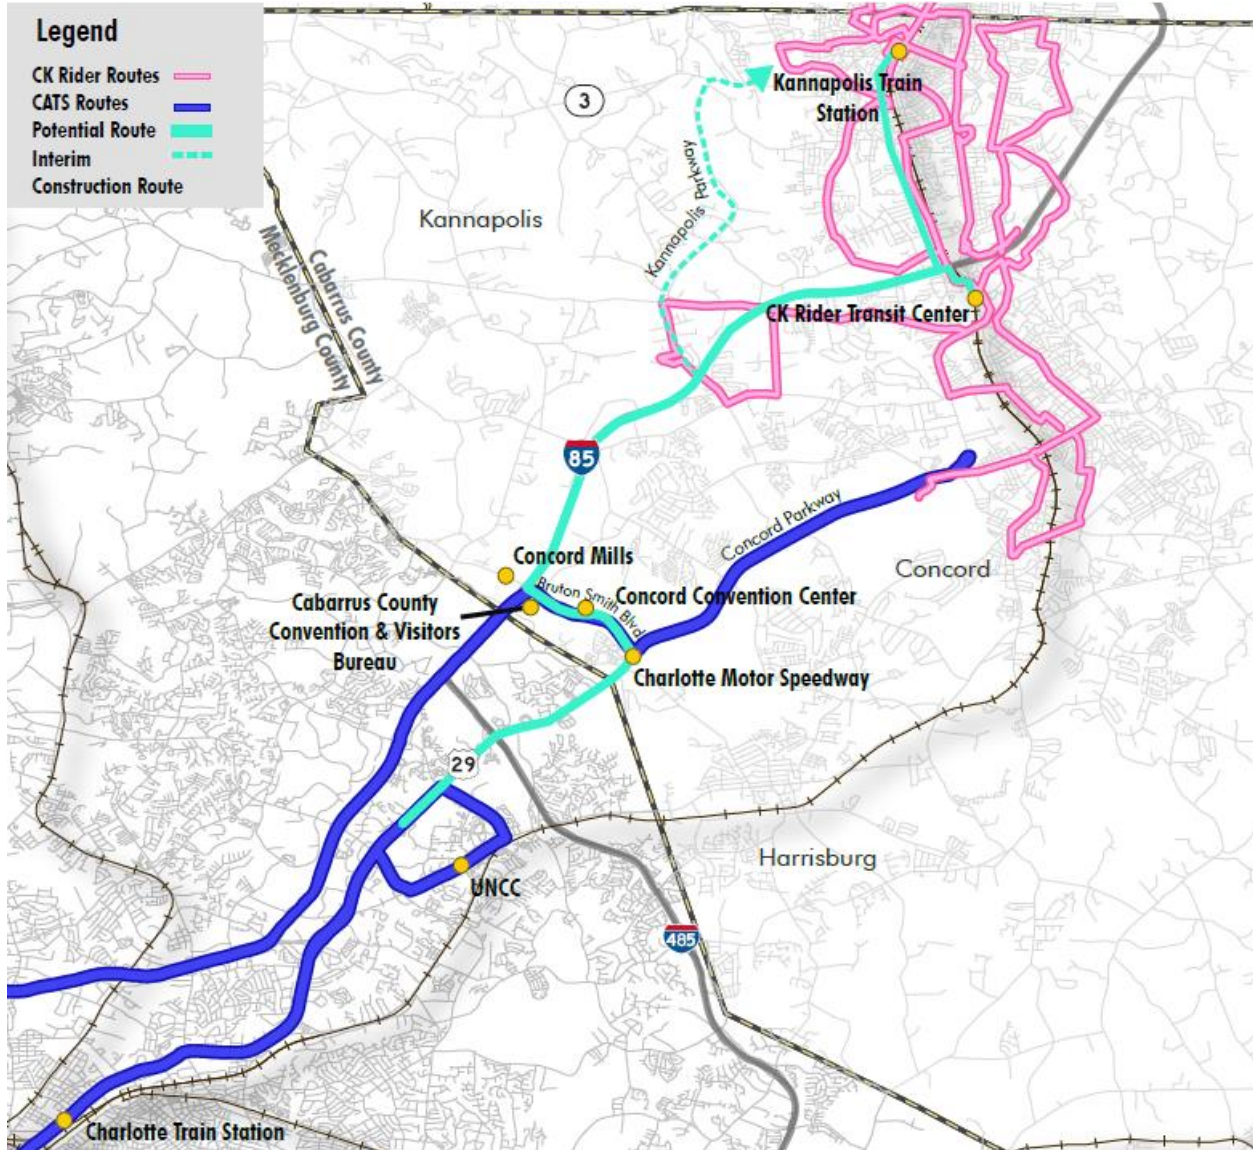 Legend
CK Rider Routes
CATS Routes
Potential Route
Interim
Construction Route
3
Kannapolis Train
Station
Kannapolis Parkway
Kannapolis
Cabarrus County
Mecklenburg County
CK Rider Transit Center
85
Concord Parkway
Concord Mills
Bruton Smith Blvd
Concord Convention Center
Concord
Cabarrus County
Convention & Visitors
Bureau
Charlotte Motor Speedway
29
Harrisburg
UNCC
485
Charlotte Train Station